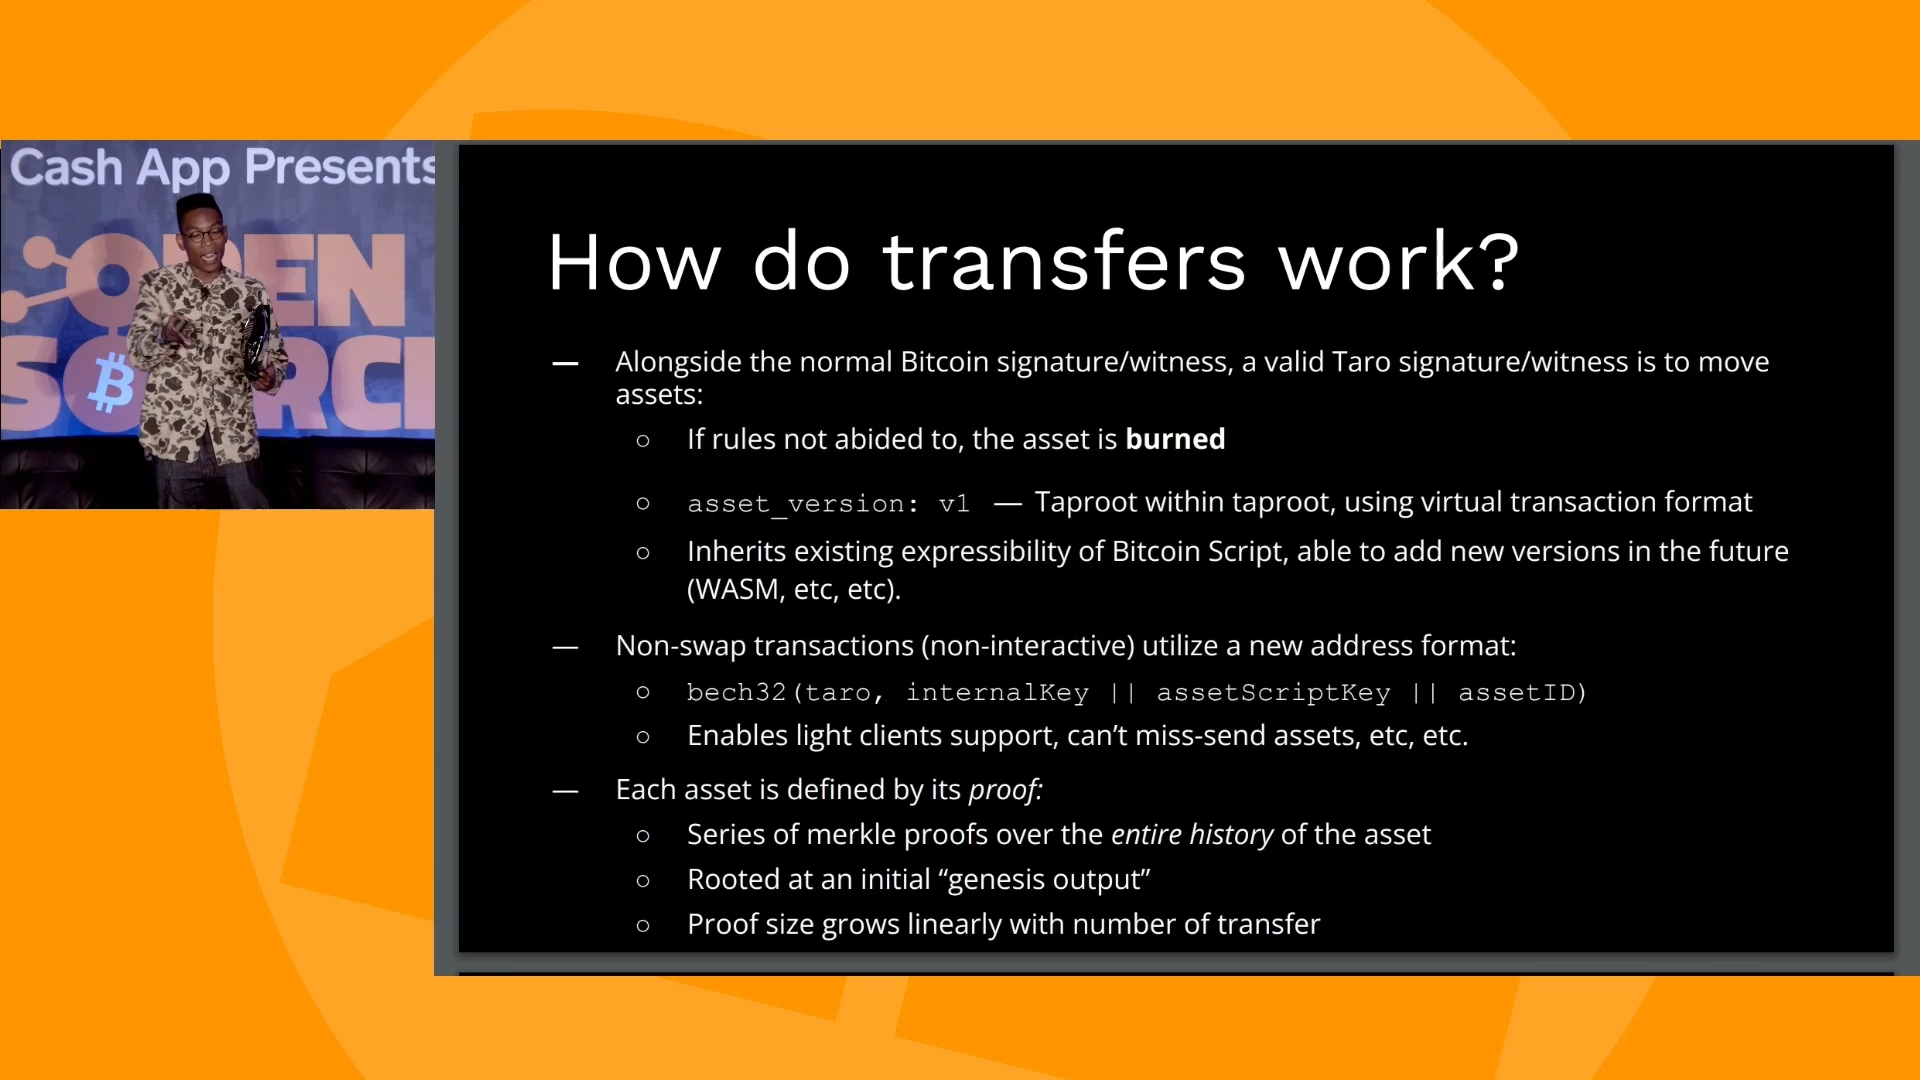 Cash App Presents
OPEN
SOURCE
How do transfers work?
— Alongside the normal Bitcoin signature/witness, a valid Taro signature/witness is to move
assets:
○ If rules not abided to, the asset is burned
○ asset_version: v1 — Taproot within taproot, using virtual transaction format
○ Inherits existing expressibility of Bitcoin Script, able to add new versions in the future
(WASM, etc, etc).
— Non-swap transactions (non-interactive) utilize a new address format:
○ bech32(taro, internalKey || assetScriptKey || assetID)
○ Enables light clients support, can’t miss-send assets, etc, etc.
— Each asset is defined by its proof:
○ Series of merkle proofs over the entire history of the asset
○ Rooted at an initial “genesis output”
○ Proof size grows linearly with number of transfer